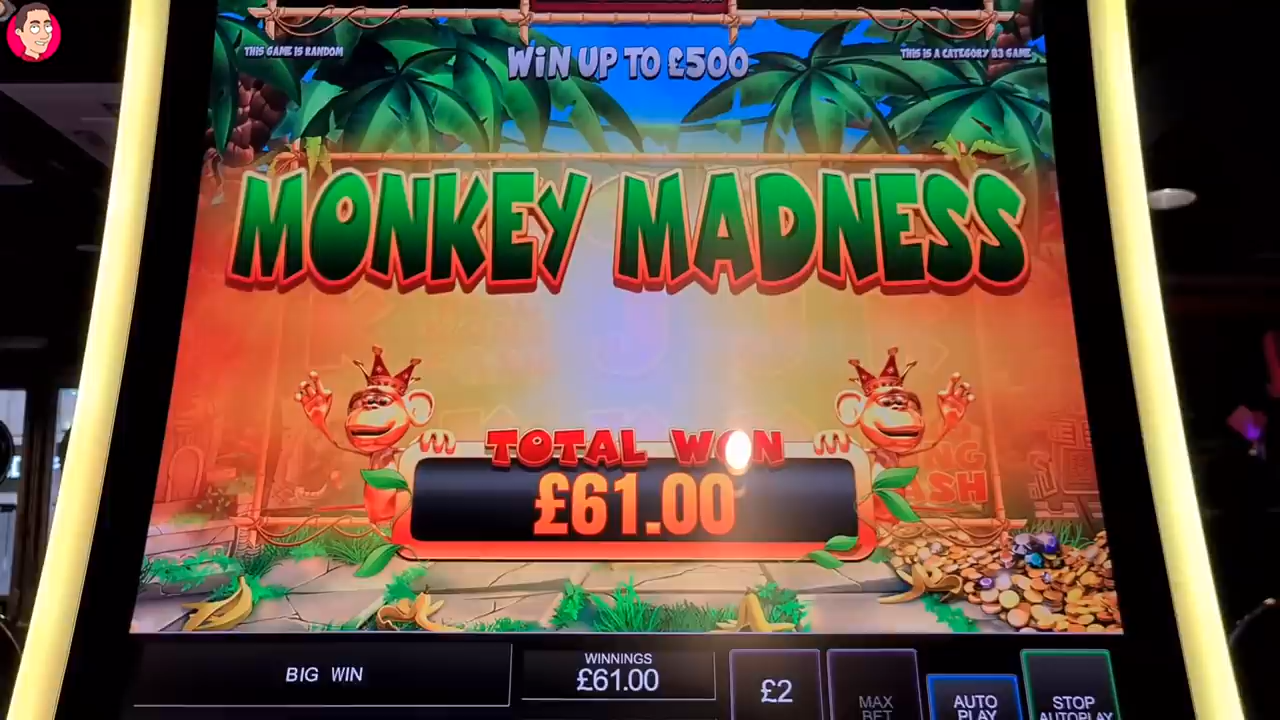 THIS GAME IS RANDOM
WIN UP TO £500
THIS IS A CATEGORY B3 GAME
MONKEY MADNESS
TOTAL WON
£61.00
BIG WIN
WINNINGS
£61.00
£2
MAX
BET
AUTO
PLAY
STOP
AUTOPLAY